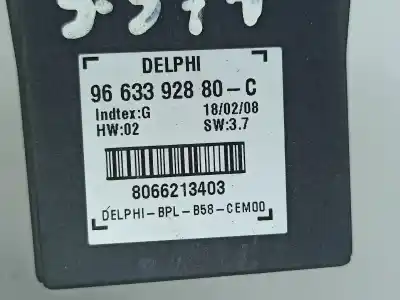 DELPHI
96 633 928 80-C
Indtex:G 18/02/08
HW:02 SW:3.7
8066213403
DELPHI-BPL-B58-CEM00